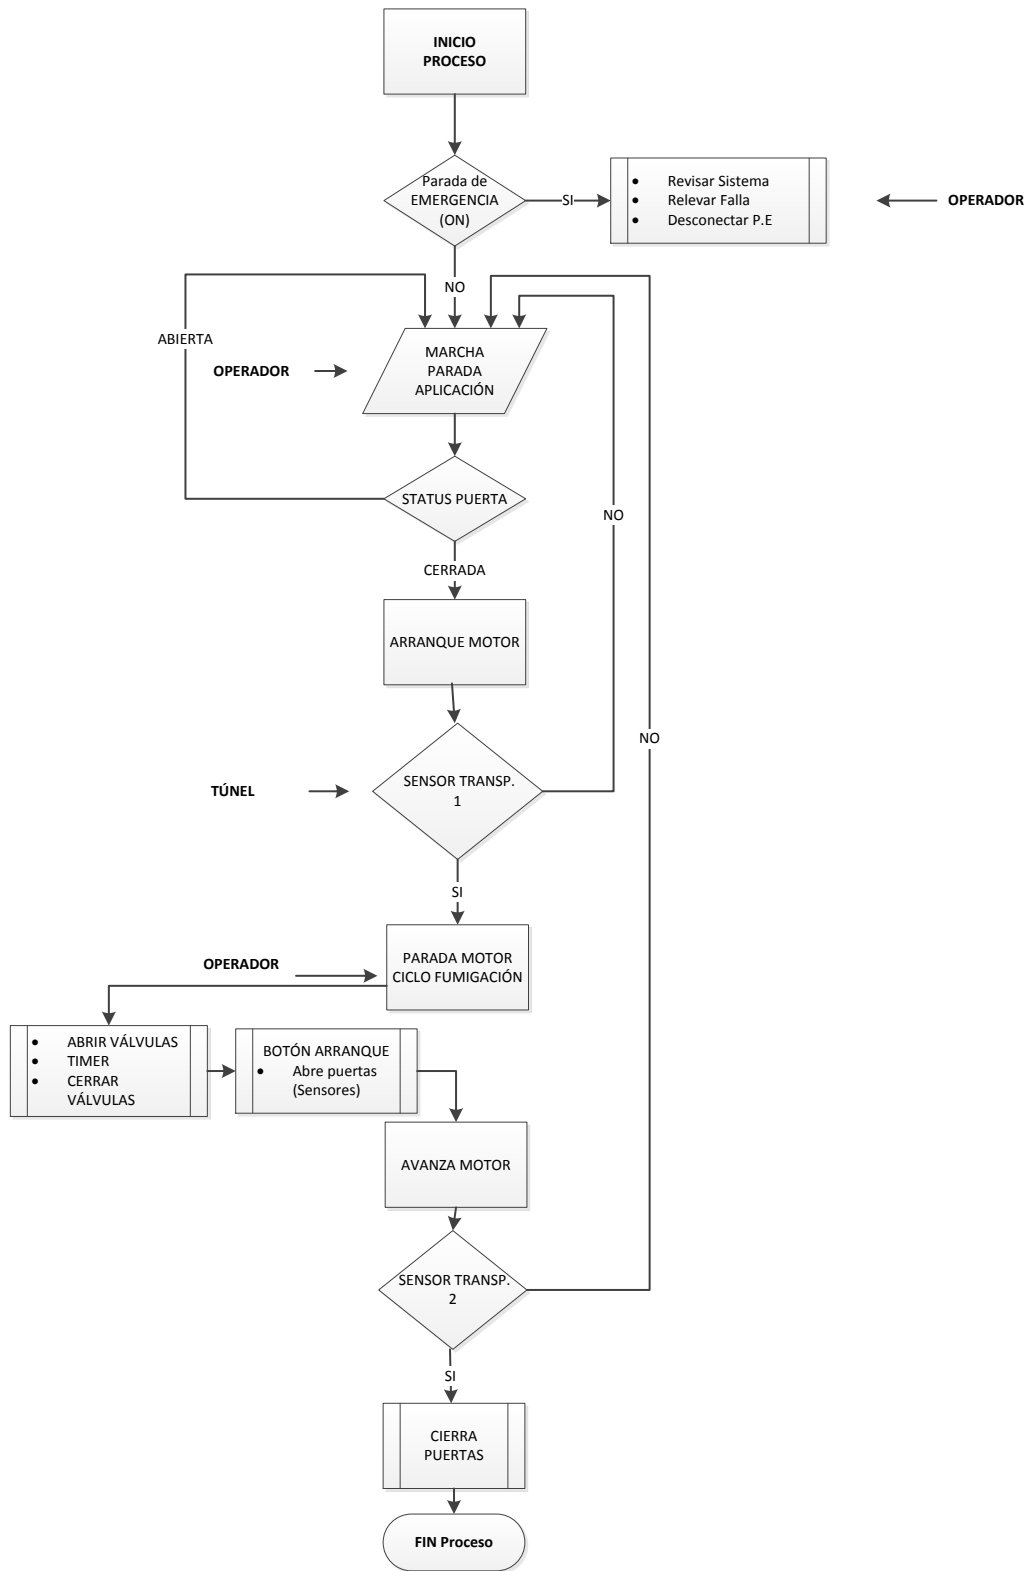 INICIO
PROCESO
Parada de
EMERGENCIA
(ON)
SI
• Revisar Sistema
• Relevar Falla
• Desconectar P.E
OPERADOR
NO
ABIERTA
OPERADOR
MARCHA
PARADA
APLICACIÓN
STATUS PUERTA
NO
CERRADA
ARRANQUE MOTOR
NO
TÚNEL
SENSOR TRANSP.
1
SI
OPERADOR
PARADA MOTOR
CICLO FUMIGACIÓN
• ABRIR VÁLVULAS
• TIMER
• CERRAR
VÁLVULAS
BOTÓN ARRANQUE
• Abre puertas
(Sensores)
AVANZA MOTOR
SENSOR TRANSP.
2
SI
CIERRA
PUERTAS
FIN Proceso